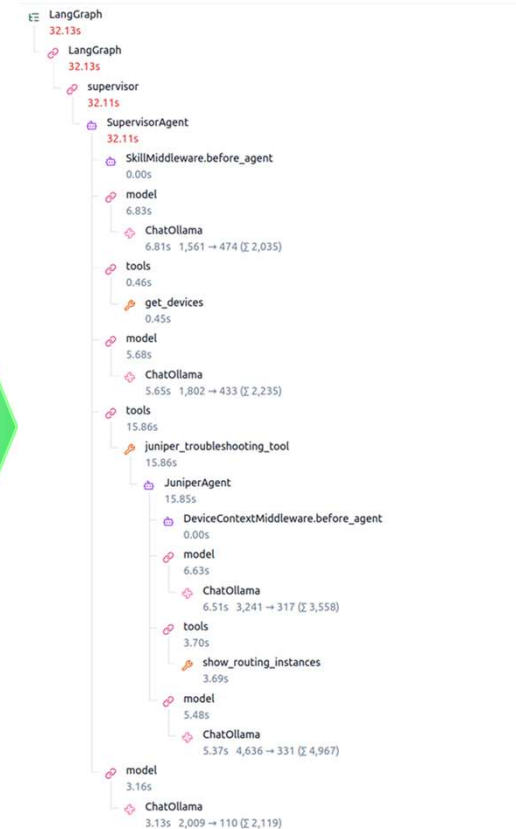 LangGraph
32.13s
LangGraph
32.13s
supervisor
32.11s
SupervisorAgent
32.11s
SkillMiddleware.before_agent
0.00s
model
6.83s
ChatOllama
6.81s 1,561 → 474 (∑ 2,035)
tools
0.46s
get_devices
0.45s
model
5.68s
ChatOllama
5.65s 1,802 → 433 (∑ 2,235)
tools
15.86s
juniper_troubleshooting_tool
15.86s
JuniperAgent
15.85s
DeviceContextMiddleware.before_agent
0.00s
model
6.63s
ChatOllama
6.51s 3,241 → 317 (∑ 3,558)
tools
3.70s
show_routing_instances
3.69s
model
5.48s
ChatOllama
5.37s 4,636 → 331 (∑ 4,967)
model
3.16s
ChatOllama
3.13s 2,009 → 110 (∑ 2,119)